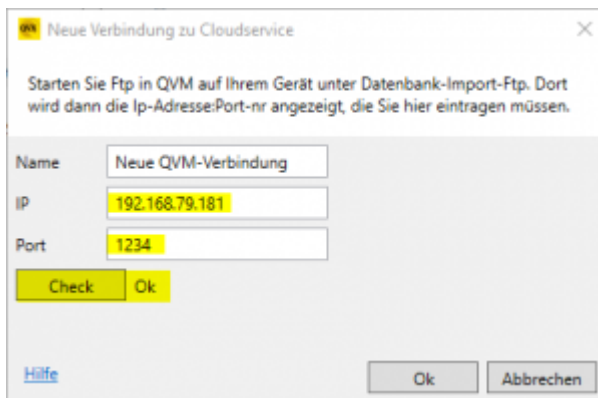 QVM Neue Verbindung zu Cloudservice
Starten Sie Ftp in QVM auf Ihrem Gerät unter Datenbank-Import-Ftp. Dort
wird dann die Ip-Adresse:Port-nr angezeigt, die Sie hier eintragen müssen.
Name Neue QVM-Verbindung
IP 192.168.79.181
Port 1234
Check Ok
Hilfe Ok Abbrechen